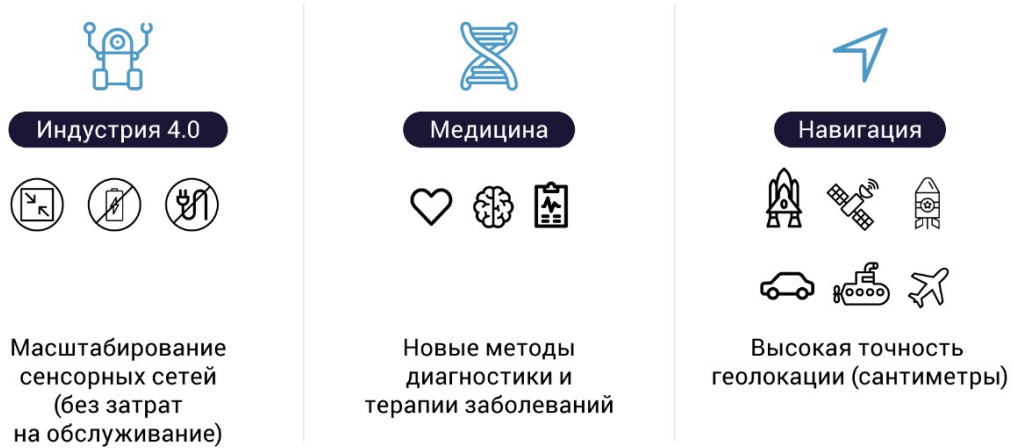 Индустрия 4.0
Масштабирование
сенсорных сетей
(без затрат
на обслуживание)
Медицина
Новые методы
диагностики и
терапии заболеваний
Навигация
Высокая точность
геолокации (сантиметры)